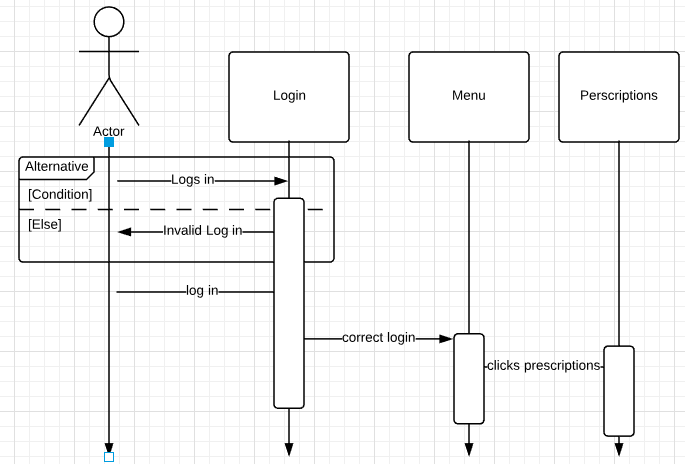 Actor
Login
Menu
Perscriptions
Alternative
Logs in
[Condition]
[Else]
Invalid Log in
log in
correct login
clicks prescriptions